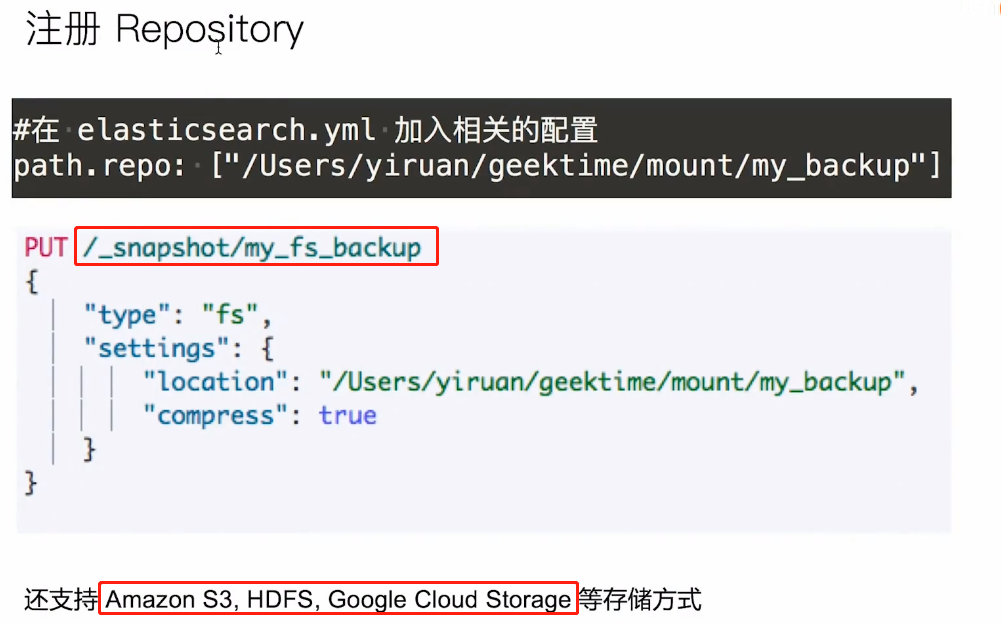 注册 Repository
#在 elasticsearch.yml 加入相关的配置
path.repo: ["/Users/yiruan/geektime/mount/my_backup"]
PUT /_snapshot/my_fs_backup
{
"type": "fs",
"settings": {
"location": "/Users/yiruan/geektime/mount/my_backup",
"compress": true
}
}
还支持 Amazon S3, HDFS, Google Cloud Storage 等存储方式